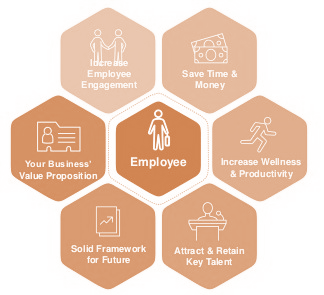 Increase
Employee
Engagement
Save Time &
Money
Your Business'
Value Proposition
Employee
Increase Wellness
& Productivity
Solid Framework
for Future
Attract & Retain
Key Talent